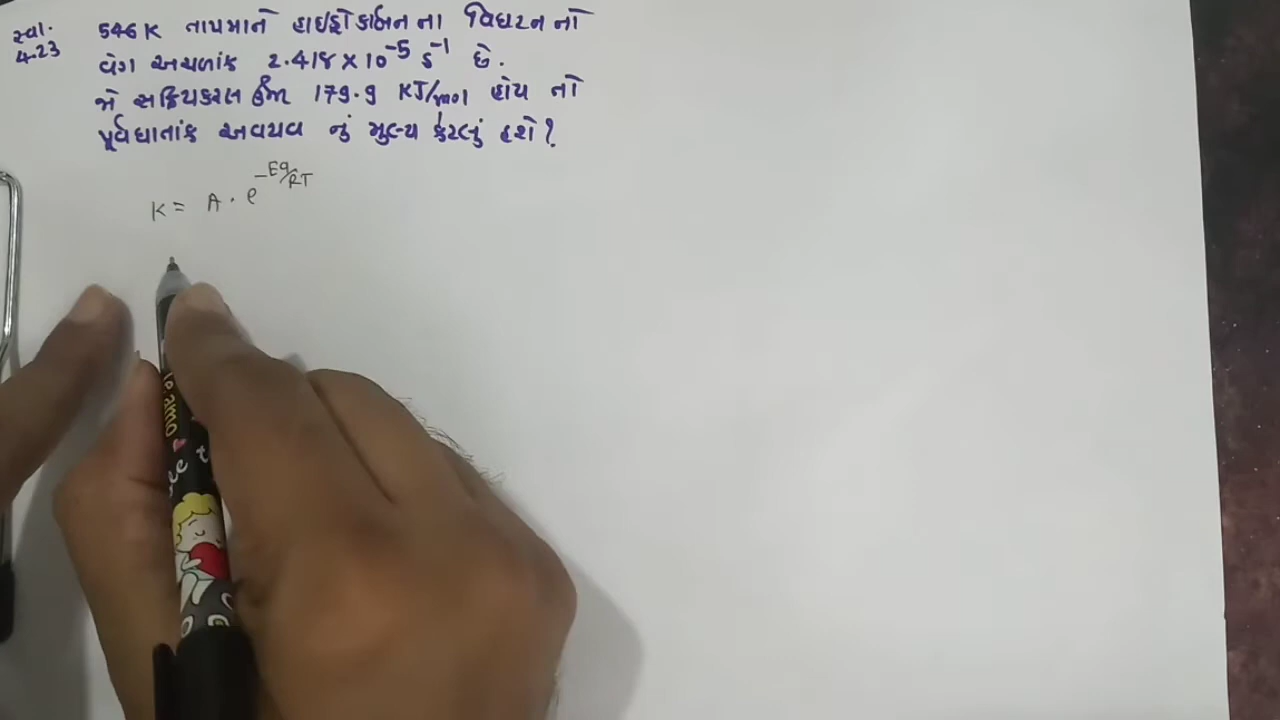 સ્વા. 4.23
546 K તાપમાને હાઇડ્રોકાર્બન ના વિઘટન નો
વેગ અચળાંક 2.418 × 10⁻⁵ s⁻¹ છે.
જો સક્રિયકરણ ઊર્જા 179.9 KJ/mol હોય તો
પૂર્વઘાતાંક અવયવ નું મુલ્ય કેટલું હશે?
K = A · e^-Ea/RT